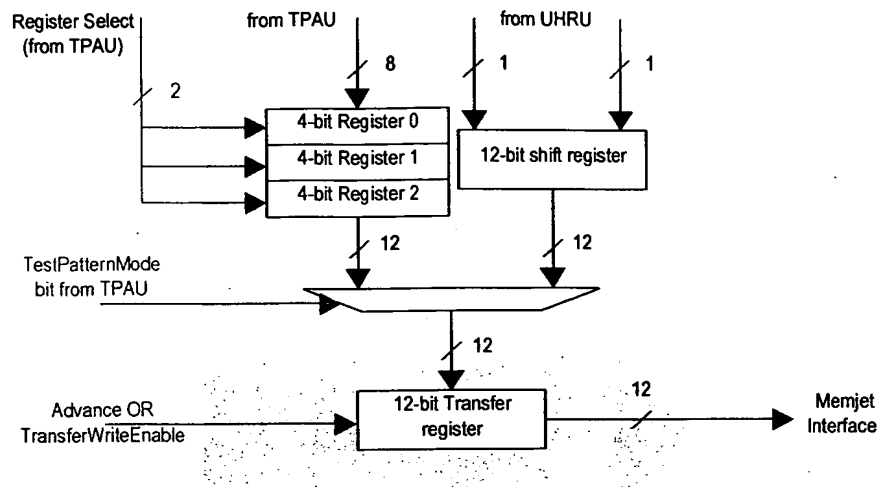 Register Select
(from TPAU)
from TPAU
from UHRU
2
8
1
1
4-bit Register 0
4-bit Register 1
4-bit Register 2
12-bit shift register
12
12
TestPatternMode
bit from TPAU
12
Advance OR
TransferWriteEnable
12-bit Transfer
register
12
Memjet
Interface